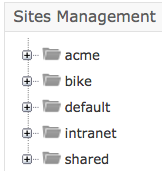 Sites Management
acme
bike
default
intranet
shared